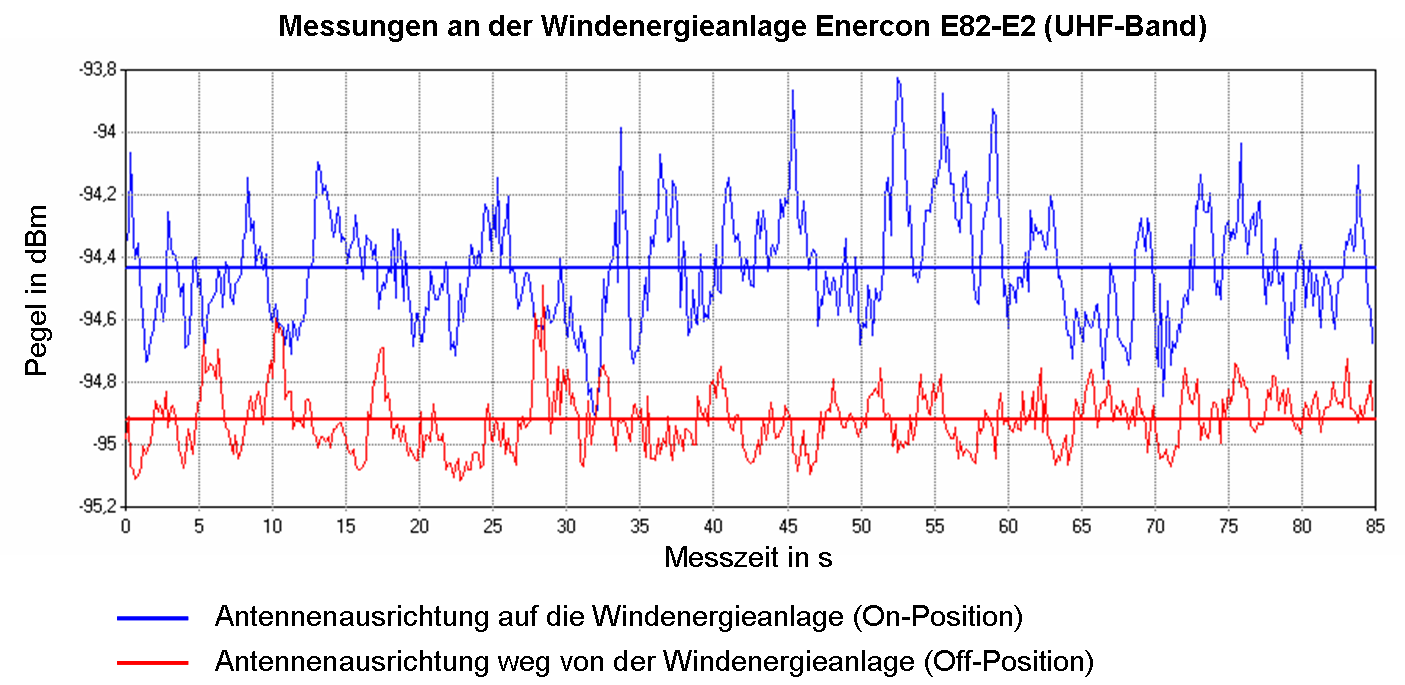 Messungen an der Windenergieanlage Enercon E82-E2 (UHF-Band)
Pegel in dBm
-93,8
-94
-94,2
-94,4
-94,6
-94,8
-95
-95,2
0 5 10 15 20 25 30 35 40 45 50 55 60 65 70 75 80 85
Messzeit in s
Antennenausrichtung auf die Windenergieanlage (On-Position)
Antennenausrichtung weg von der Windenergieanlage (Off-Position)